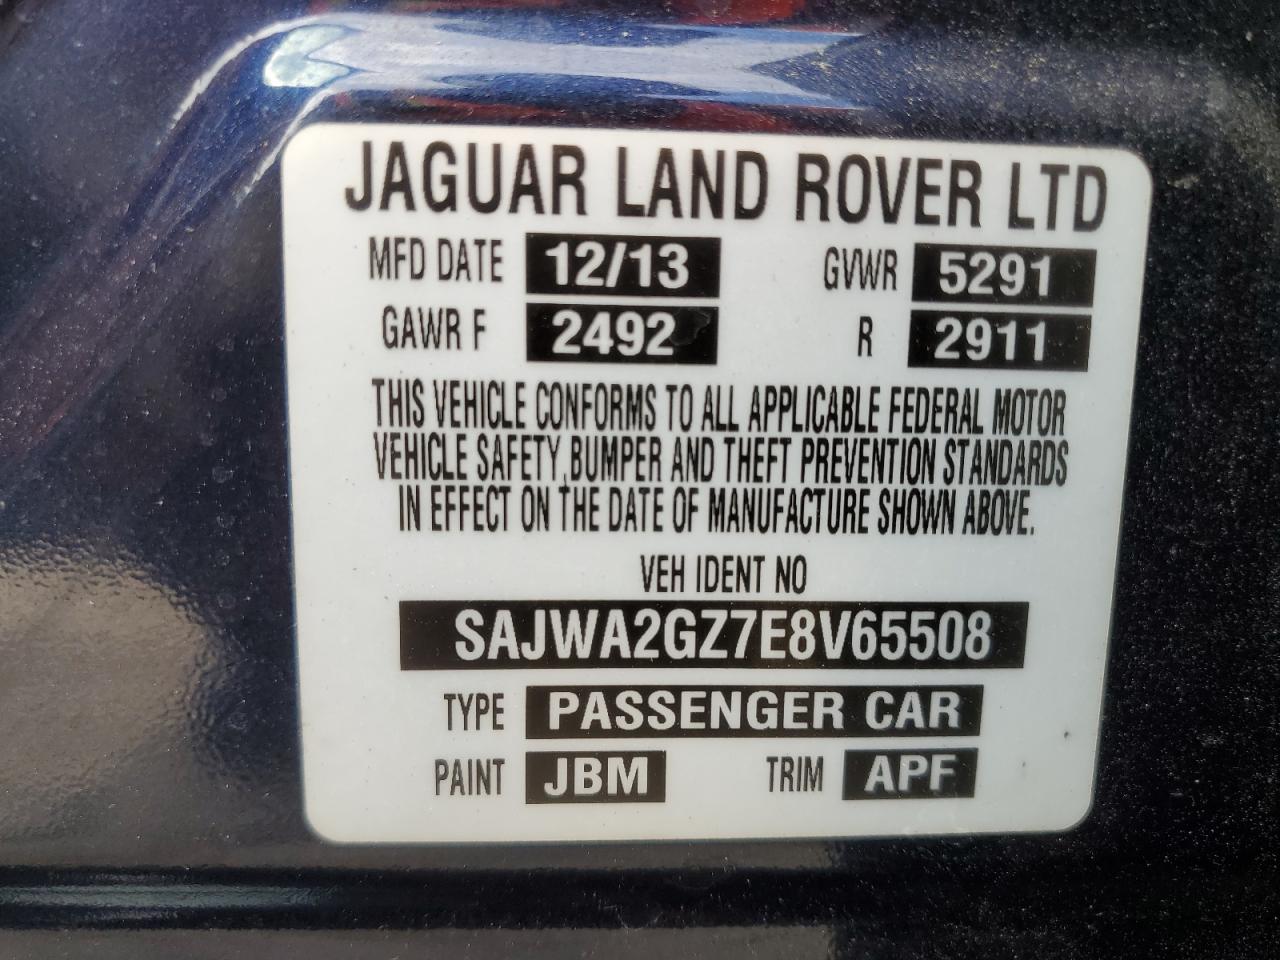 JAGUAR LAND ROVER LTD
MFD DATE 12/13 GVWR 5291
GAWR F 2492 R 2911
THIS VEHICLE CONFORMS TO ALL APPLICABLE FEDERAL MOTOR
VEHICLE SAFETY, BUMPER AND THEFT PREVENTION STANDARDS
IN EFFECT ON THE DATE OF MANUFACTURE SHOWN ABOVE.
VEH IDENT NO
SAJWA2GZ7E8V65508
TYPE PASSENGER CAR
PAINT JBM TRIM APF